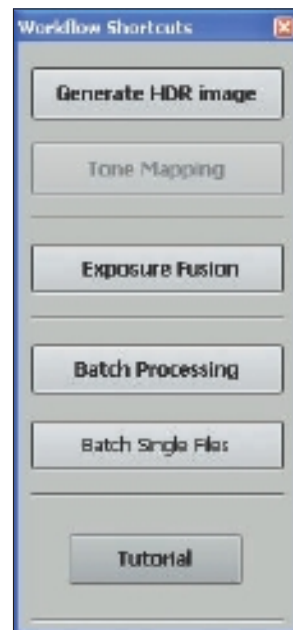 Workflow Shortcuts
Generate HDR image
Tone Mapping
Exposure Fusion
Batch Processing
Batch Single Files
Tutorial